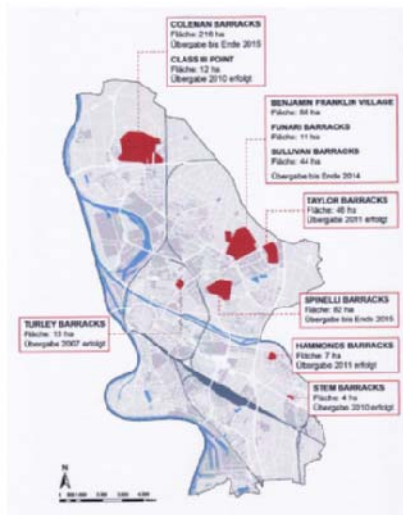 COLEMAN BARRACKS
Fläche: 216 ha
Übergabe bis Ende 2015
CLASS III POINT
Fläche: 12 ha
Übergabe 2010 erfolgt
BENJAMIN FRANKLIN VILLAGE
Fläche: ha
FUNARI BARRACKS
Fläche: 11 ha
SULLIVAN BARRACKS
Fläche: 44 ha
Übergabe bis Ende 2014
TAYLOR BARRACKS
Fläche: 46 ha
Übergabe 2011 erfolgt
SPINELLI BARRACKS
Fläche: 82 ha
Übergabe bis Ende 2015
TURLEY BARRACKS
Fläche: 13 ha
Übergabe 2007 erfolgt
HAMMONDS BARRACKS
Fläche: 7 ha
Übergabe 2011 erfolgt
STEM BARRACKS
Fläche: 4 ha
Übergabe 2010 erfolgt
N